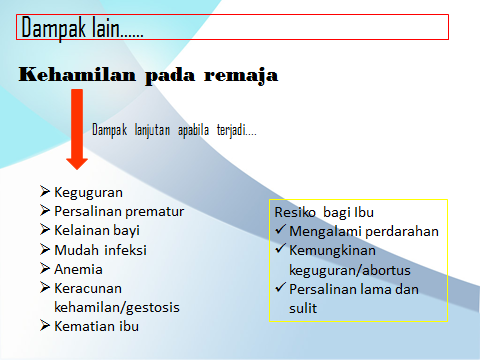 Dampak lain......
Kehamilan pada remaja
Dampak lanjutan apabila terjadi....
➢ Keguguran
➢ Persalinan prematur
➢ Kelainan bayi
➢ Mudah infeksi
➢ Anemia
➢ Keracunan
kehamilan/gestosis
➢ Kematian ibu
Resiko bagi Ibu
✓ Mengalami perdarahan
✓ Kemungkinan
keguguran/abortus
✓ Persalinan lama dan
sulit